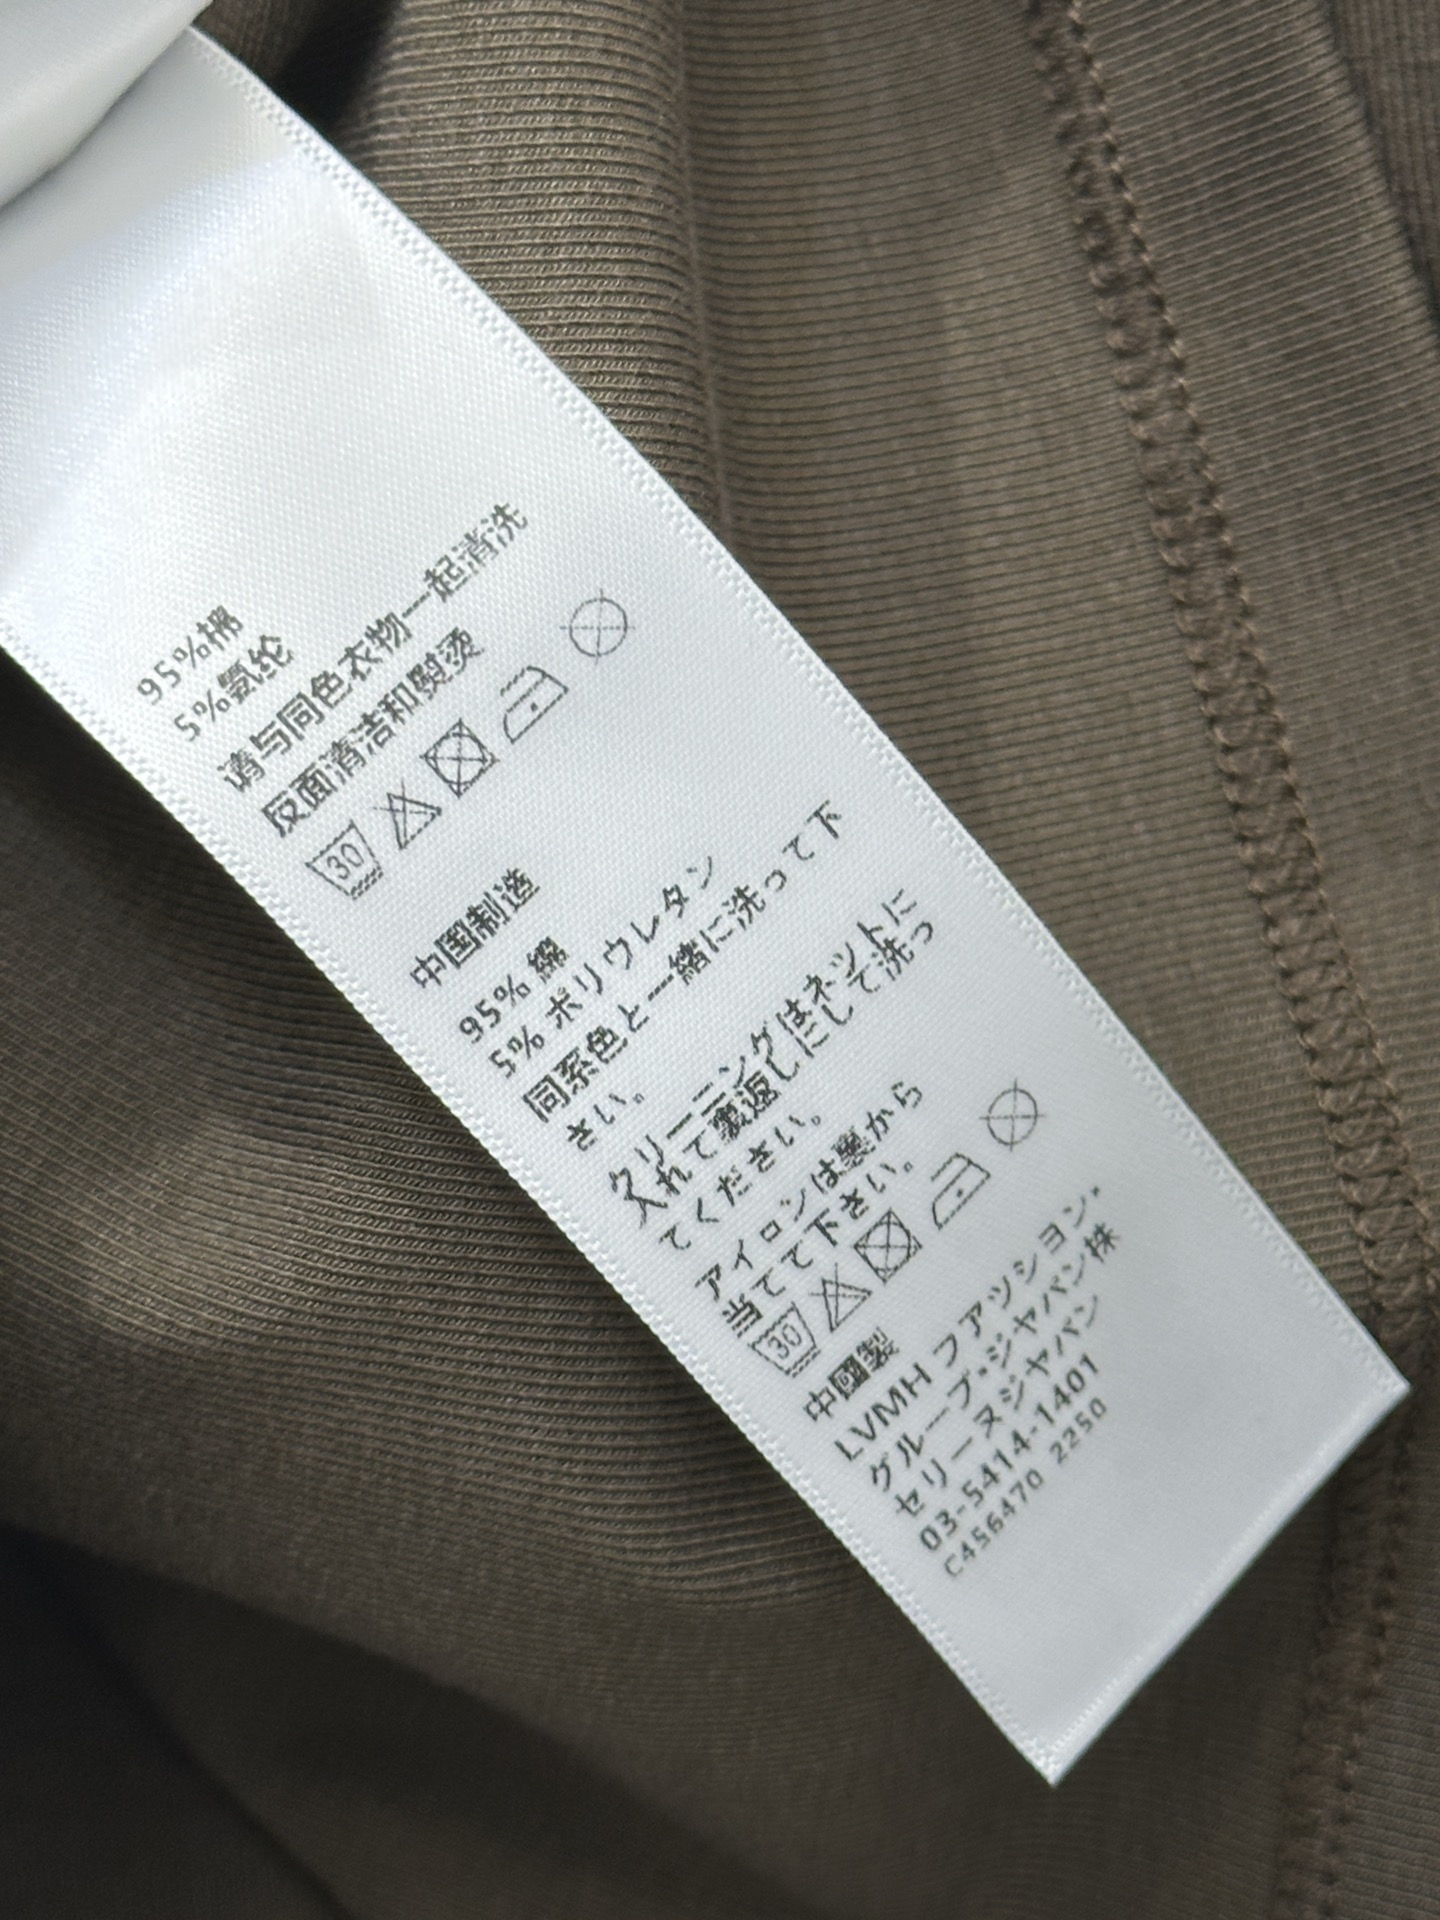 95%棉
5%氨纶
请与同色衣物一起清洗
反面清洁和熨烫
30
中国制造
95% 綿
5% ポリウレタン
同系色と一緒に洗って下
さい。
クリーニングはネットに
入れて裏返しにして洗っ
てください。
アイロンは裏から
当てて下さい。
30
中國製
LVMH ファッション・
グループ・ジャパン株
セリーヌジャパン
03-5414-1401
C456470 2250